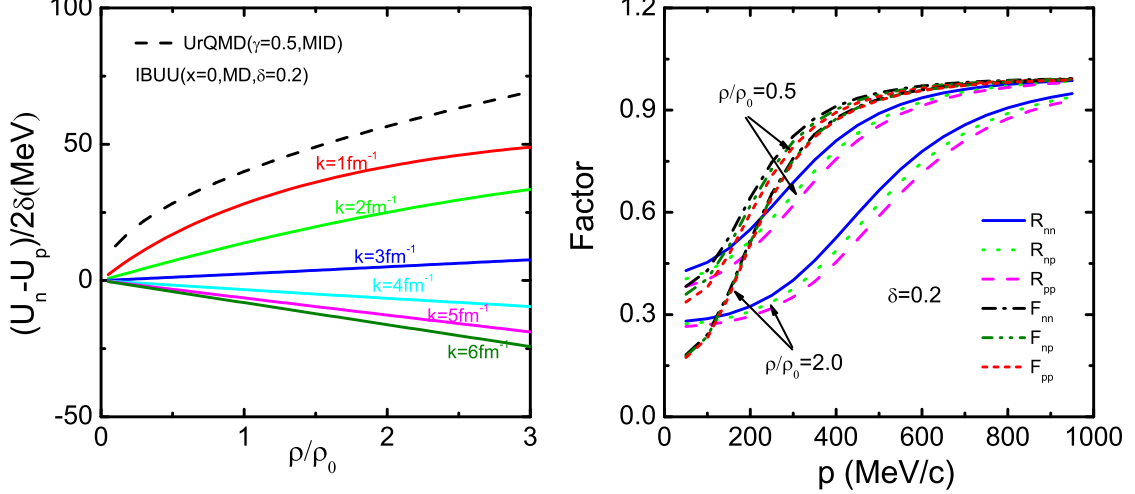 100
50
0
-50
(Uₙ-Uₚ)/2δ(MeV)
UrQMD(γ=0.5,MID)
IBUU(x=0,MD,δ=0.2)
k=1fm⁻¹
k=2fm⁻¹
k=3fm⁻¹
k=4fm⁻¹
k=5fm⁻¹
k=6fm⁻¹
0 1 2 3
ρ/ρ₀
1.2
0.9
0.6
0.3
0.0
Factor
ρ/ρ₀=0.5
Rₙₙ
Rₙₚ
Rₚₚ
Fₙₙ
Fₙₚ
Fₚₚ
δ=0.2
ρ/ρ₀=2.0
0 200 400 600 800 1000
p (MeV/c)